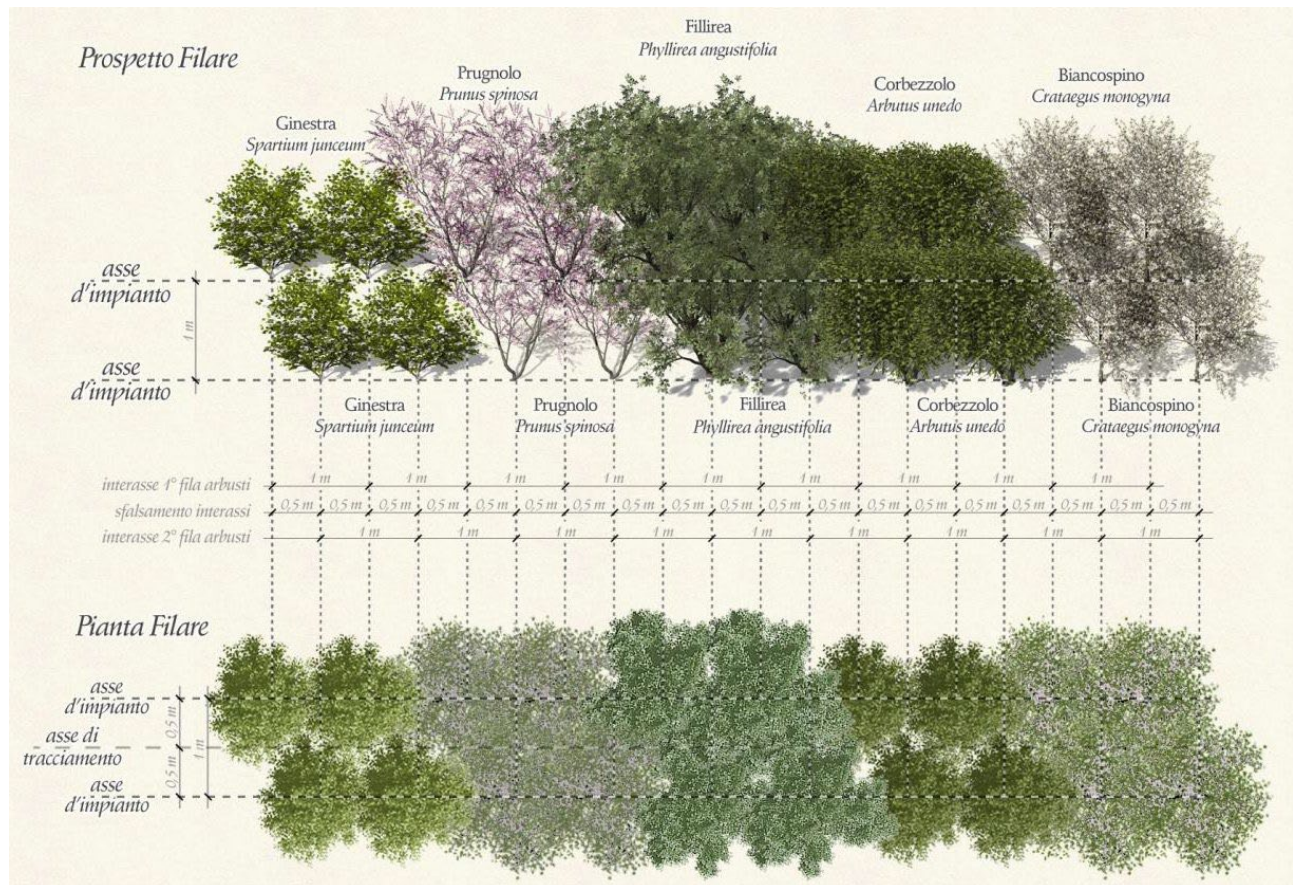 Prospetto Filare
Fillirea
Phyllirea angustifolia
Prugnolo
Prunus spinosa
Corbezzolo
Arbutus unedo
Biancospino
Crataegus monogyna
Ginestra
Spartium junceum
asse
d'impianto
1 m
asse
d'impianto
Ginestra
Spartium junceum
Prugnolo
Prunus spinosa
Fillirea
Phyllirea angustifolia
Corbezzolo
Arbutus unedo
Biancospino
Crataegus monogyna
interasse 1° fila arbusti 1 m 1 m 1 m 1 m 1 m 1 m 1 m 1 m 1 m
sfalsamento interassi 0,5 m 0,5 m 0,5 m 0,5 m 0,5 m 0,5 m 0,5 m 0,5 m 0,5 m 0,5 m 0,5 m 0,5 m 0,5 m 0,5 m 0,5 m 0,5 m 0,5 m 0,5 m 0,5 m
interasse 2° fila arbusti 1 m 1 m 1 m 1 m 1 m 1 m 1 m 1 m 1 m
Pianta Filare
asse
d'impianto
0,5 m
asse di
tracciamento
1 m
0,5 m
asse
d'impianto